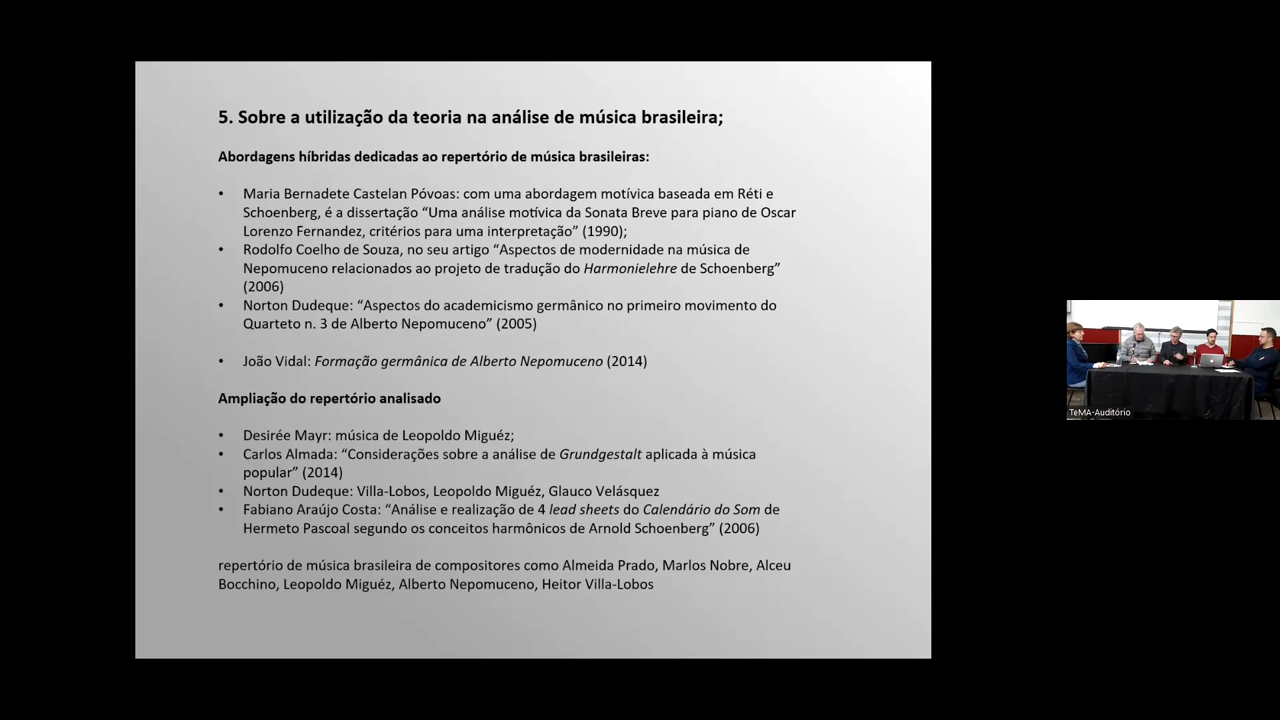 5. Sobre a utilização da teoria na análise de música brasileira;
Abordagens híbridas dedicadas ao repertório de música brasileiras:
• Maria Bernadete Castelan Póvoas: com uma abordagem motívica baseada em Réti e
Schoenberg, é a dissertação “Uma análise motívica da Sonata Breve para piano de Oscar
Lorenzo Fernandez, critérios para uma interpretação” (1990);
• Rodolfo Coelho de Souza, no seu artigo “Aspectos de modernidade na música de
Nepomuceno relacionados ao projeto de tradução do Harmonielehre de Schoenberg”
(2006)
• Norton Dudeque: “Aspectos do academicismo germânico no primeiro movimento do
Quarteto n. 3 de Alberto Nepomuceno” (2005)
• João Vidal: Formação germânica de Alberto Nepomuceno (2014)
Ampliação do repertório analisado
• Desirée Mayr: música de Leopoldo Miguéz;
• Carlos Almada: “Considerações sobre a análise de Grundgestalt aplicada à música
popular” (2014)
• Norton Dudeque: Villa-Lobos, Leopoldo Miguéz, Glauco Velásquez
• Fabiano Araújo Costa: “Análise e realização de 4 lead sheets do Calendário do Som de
Hermeto Pascoal segundo os conceitos harmônicos de Arnold Schoenberg” (2006)
repertório de música brasileira de compositores como Almeida Prado, Marlos Nobre, Alceu
Bocchino, Leopoldo Miguéz, Alberto Nepomuceno, Heitor Villa-Lobos
TeMA-Auditório